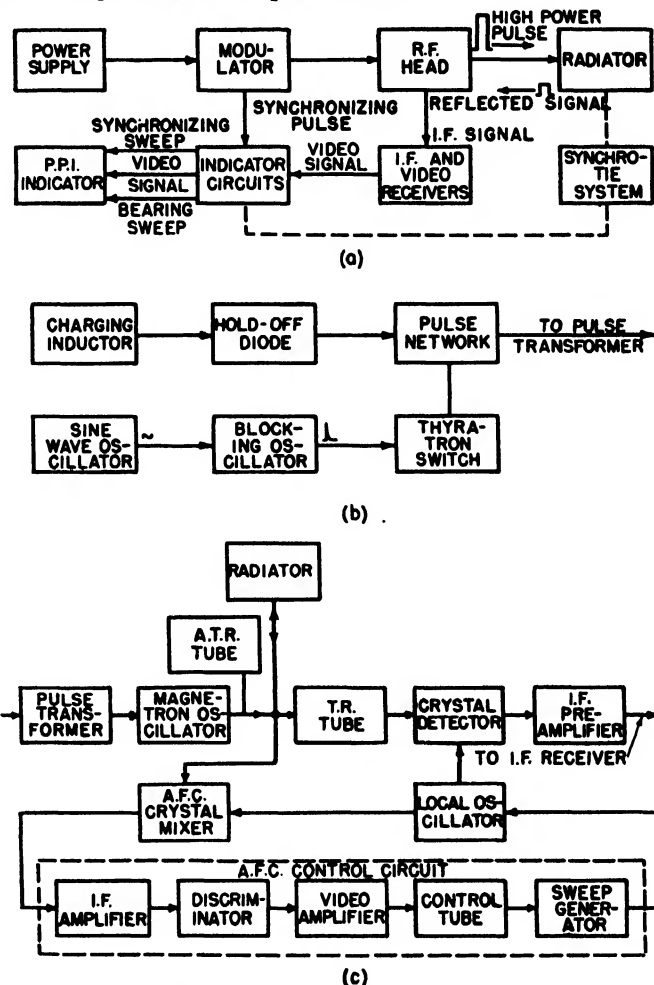 HIGH POWER
PULSE
POWER
SUPPLY
MODU-
LATOR
R.F.
HEAD
RADIATOR
REFLECTED SIGNAL
SYNCHRONIZING
PULSE
I.F. SIGNAL
SYNCHRONIZING
SWEEP
VIDEO
SIGNAL
BEARING
SWEEP
P.P.I.
INDICATOR
INDICATOR
CIRCUITS
VIDEO
SIGNAL
I.F. AND
VIDEO
RECEIVERS
SYNCHRO-
TIE
SYSTEM
(a)
CHARGING
INDUCTOR
HOLD-OFF
DIODE
PULSE
NETWORK
TO PULSE
TRANSFORMER
SINE
WAVE OS-
CILLATOR
~
BLOCK-
ING OS-
CILLATOR
THYRA-
TRON
SWITCH
(b)
RADIATOR
A.T.R.
TUBE
PULSE
TRANS-
FORMER
MAGNE-
TRON OS-
CILLATOR
T.R.
TUBE
CRYSTAL
DETECTOR
I.F.
PRE-
AMPLIFIER
TO I.F. RECEIVER
A.F.C.
CRYSTAL
MIXER
LOCAL OS-
CILLATOR
A.F.C. CONTROL CIRCUIT
I.F.
AMPLIFIER
DISCRIM-
INATOR
VIDEO
AMPLIFIER
CONTROL
TUBE
SWEEP
GENER-
ATOR
(c)